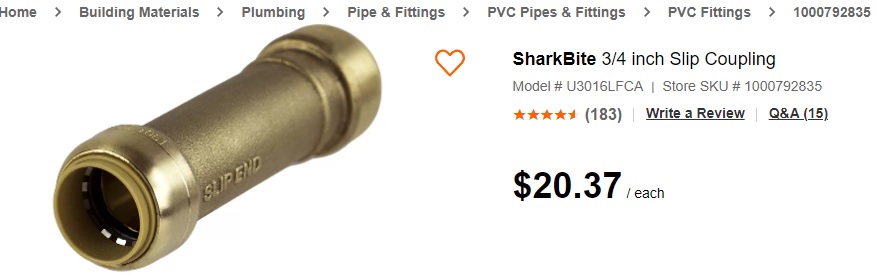 Home > Building Materials > Plumbing > Pipe & Fittings > PVC Pipes & Fittings > PVC Fittings > 1000792835
SharkBite 3/4 inch Slip Coupling
Model # U3016LFCA | Store SKU # 1000792835
(183) | Write a Review | Q&A (15)
$20.37 / each
SLIP END